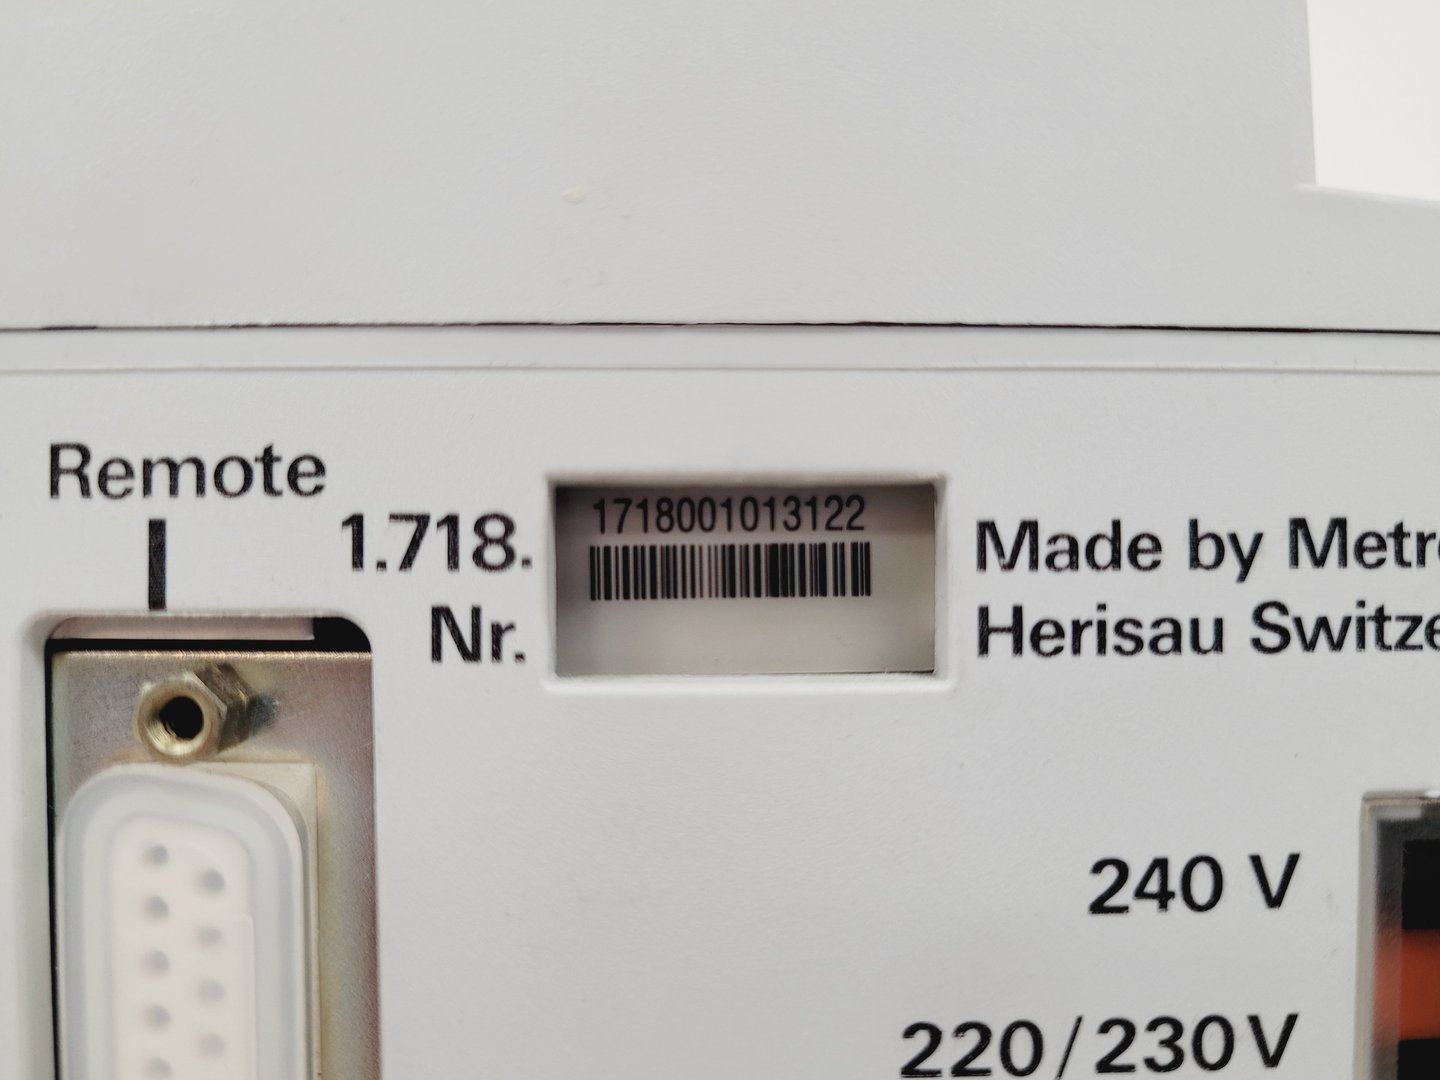 Remote
1.718.
Nr.
1718001013122
Made by Metr
Herisau Switze
240 V
220/230V